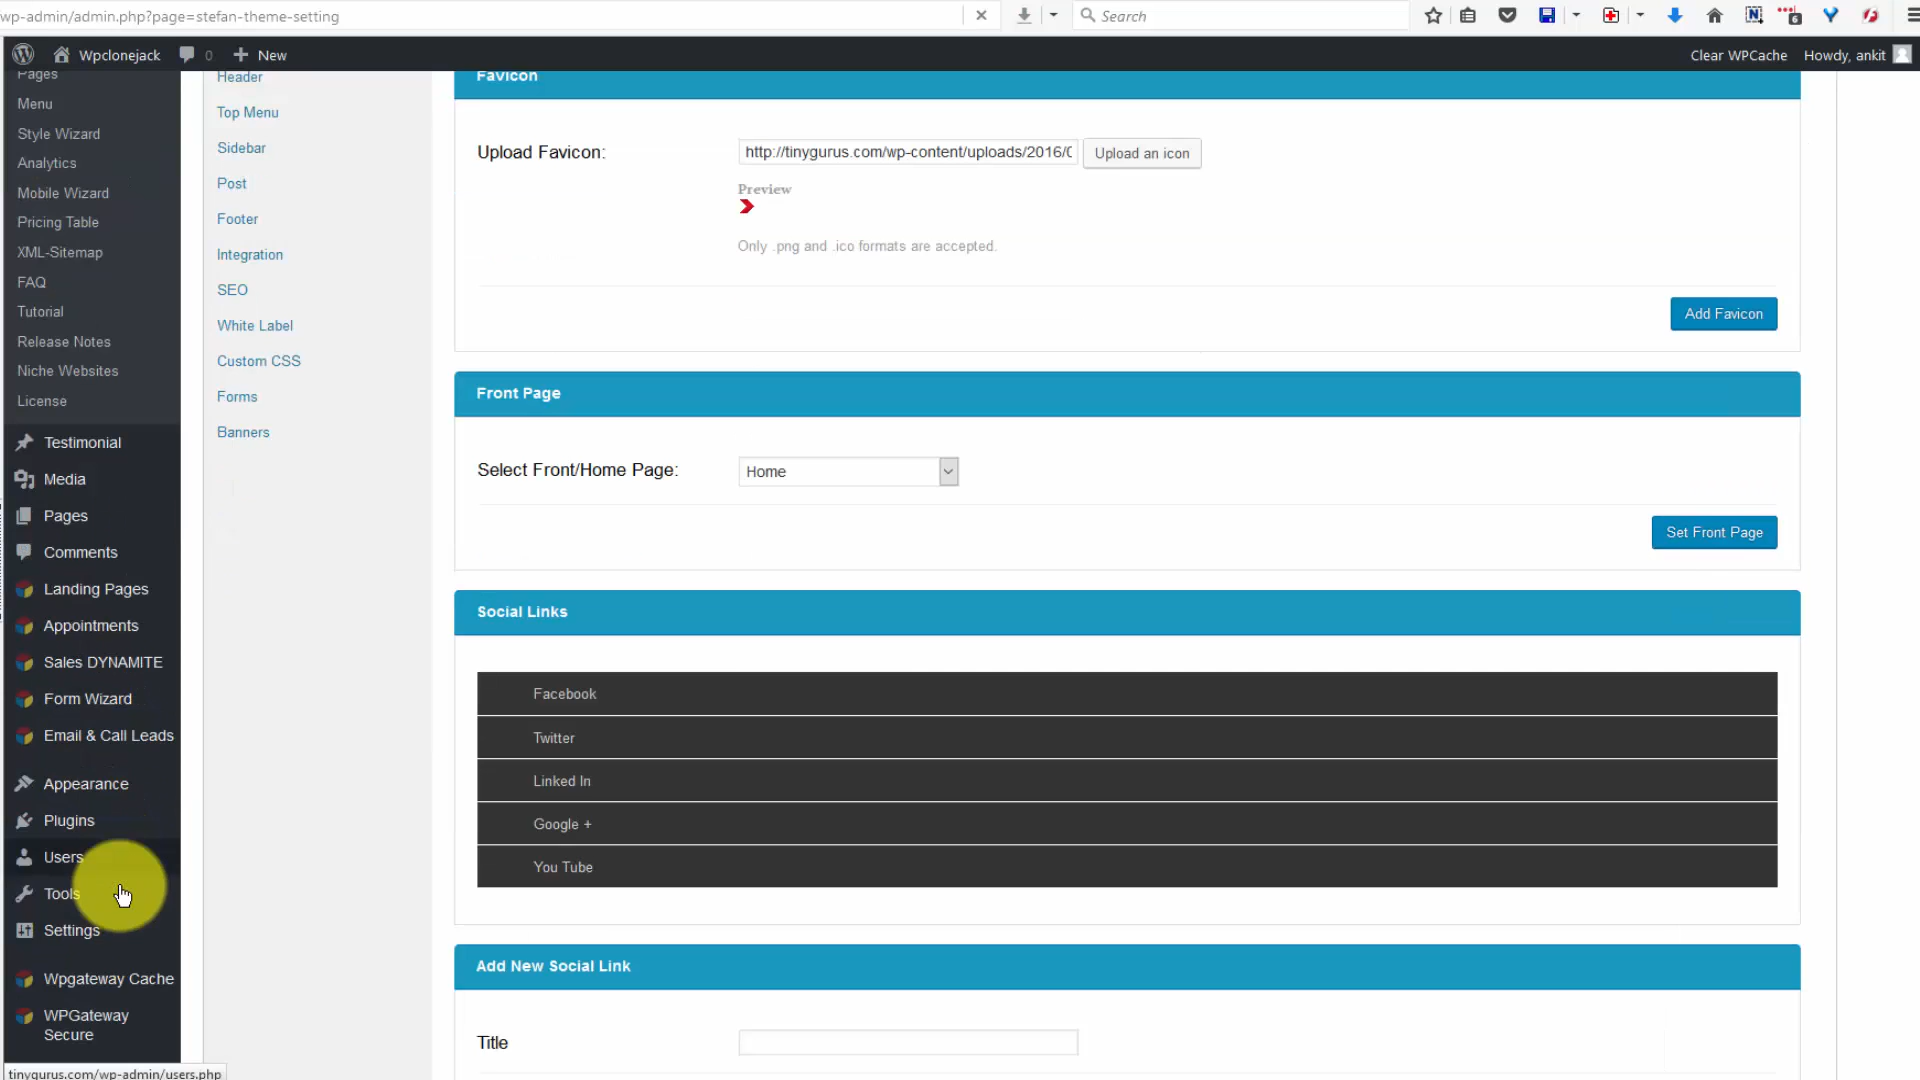 wp-admin/admin.php?page=stefan-theme-setting
Search
6
Wpclonejack
0
New
Clear WPCache
Howdy, ankit
Pages
Menu
Style Wizard
Analytics
Mobile Wizard
Pricing Table
XML-Sitemap
FAQ
Tutorial
Release Notes
Niche Websites
License
Testimonial
Media
Pages
Comments
Landing Pages
Appointments
Sales DYNAMITE
Form Wizard
Email & Call Leads
Appearance
Plugins
Users
Tools
Settings
Wpgateway Cache
WPGateway
Secure
tinygurus.com/wp-admin/users.php
Header
Top Menu
Sidebar
Post
Footer
Integration
SEO
White Label
Custom CSS
Forms
Banners
Favicon
Upload Favicon:
http://tinygurus.com/wp-content/uploads/2016/0
Upload an icon
Preview
Only .png and .ico formats are accepted.
Add Favicon
Front Page
Select Front/Home Page:
Home
Set Front Page
Social Links
Facebook
Twitter
Linked In
Google +
You Tube
Add New Social Link
Title